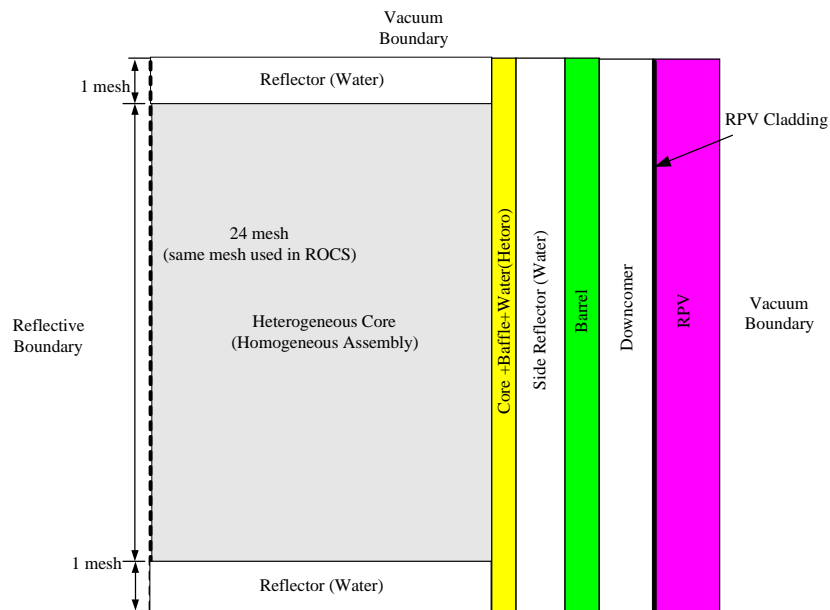 Vacuum
Boundary
Reflector (Water)
1 mesh
RPV Cladding
24 mesh
(same mesh used in ROCS)
Heterogeneous Core
(Homogeneous Assembly)
Reflective
Boundary
Core +Baffle+Water(Hetoro)
Side Reflector (Water)
Barrel
Downcomer
RPV
Vacuum
Boundary
1 mesh
Reflector (Water)